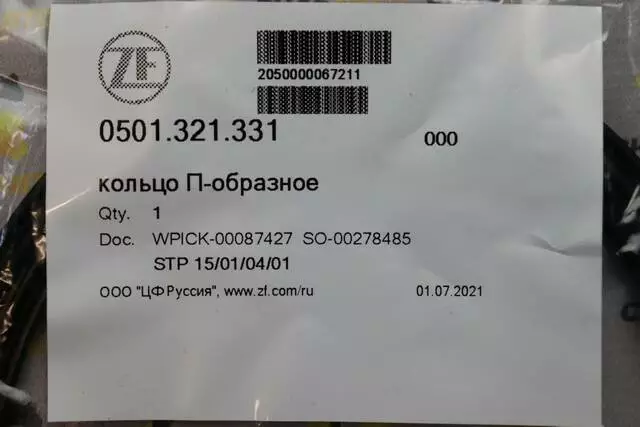 ZF
2050000067211
0501.321.331 000
кольцо П-образное
Qty. 1
Doc. WPICK-00087427 SO-00278485
STP 15/01/04/01
ООО "ЦФ Руссия", www.zf.com/ru 01.07.2021